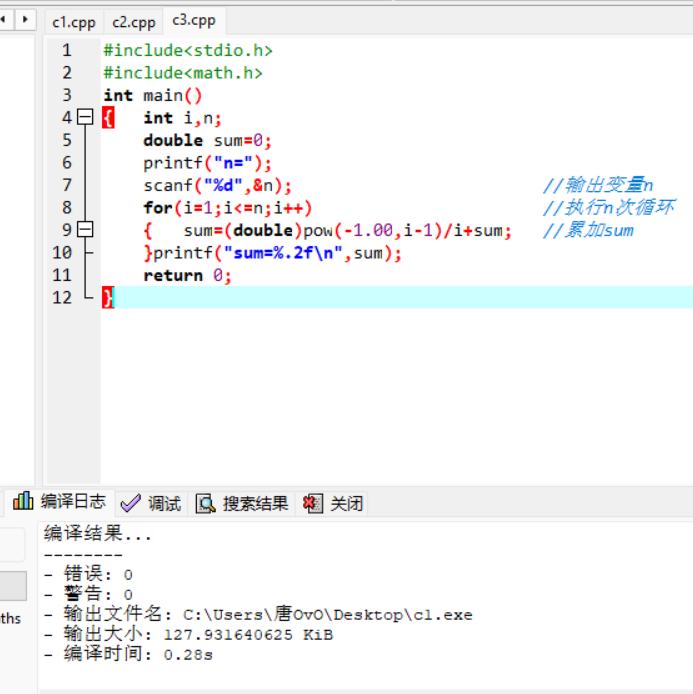 c1.cpp c2.cpp c3.cpp
1 #include<stdio.h>
2 #include<math.h>
3 int main()
4 { int i,n;
5 double sum=0;
6 printf("n=");
7 scanf("%d",&n); //输出变量n
8 for(i=1;i<=n;i++) //执行n次循环
9 { sum=(double)pow(-1.00,i-1)/i+sum; //累加sum
10 }printf("sum=%.2f\n",sum);
11 return 0;
12 }
编译日志 调试 搜索结果 关闭
编译结果...
--------
- 错误: 0
- 警告: 0
ths
- 输出文件名: C:\Users\唐OvO\Desktop\c1.exe
- 输出大小: 127.931640625 KiB
- 编译时间: 0.28s